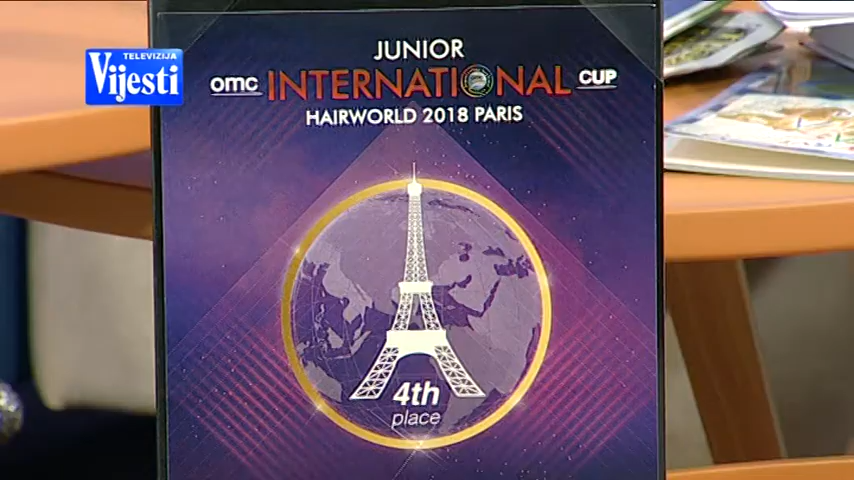 TELEVIZIJA
Vijesti
JUNIOR
omc INTERNATIONAL CUP
HAIRWORLD 2018 PARIS
4th
place